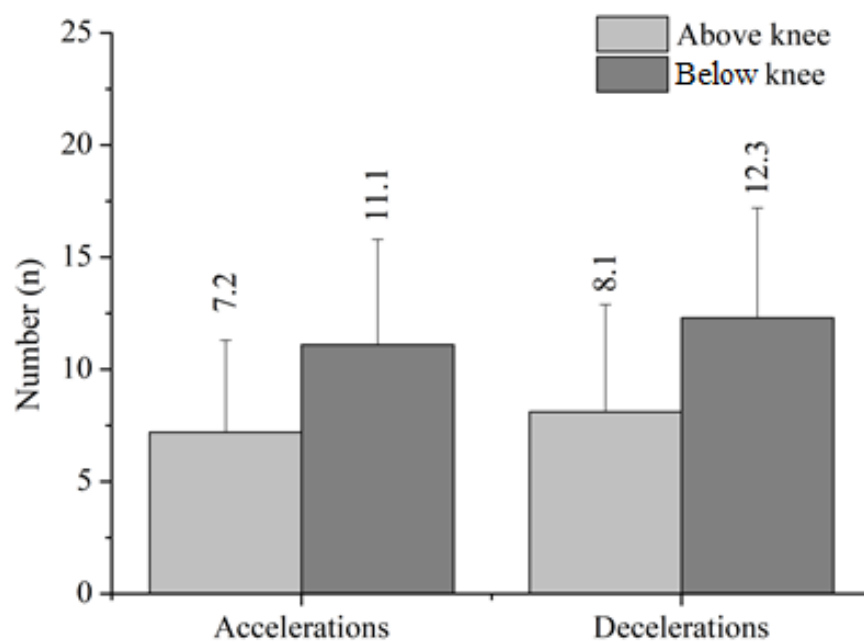 25
20
15
10
5
0
Number (n)
Above knee
Below knee
7.2
11.1
8.1
12.3
Accelerations
Decelerations